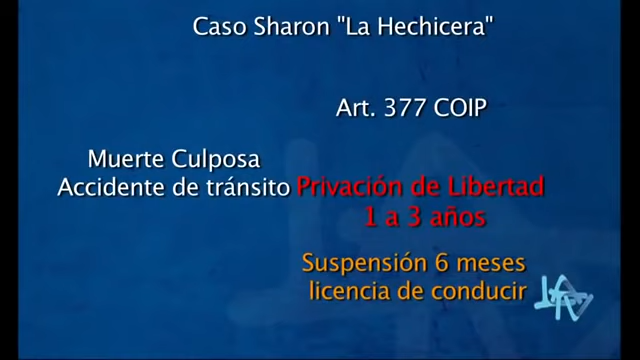 Caso Sharon "La Hechicera"
Art. 377 COIP
Muerte Culposa
Accidente de tránsito
Privación de Libertad
1 a 3 años
Suspensión 6 meses
licencia de conducir